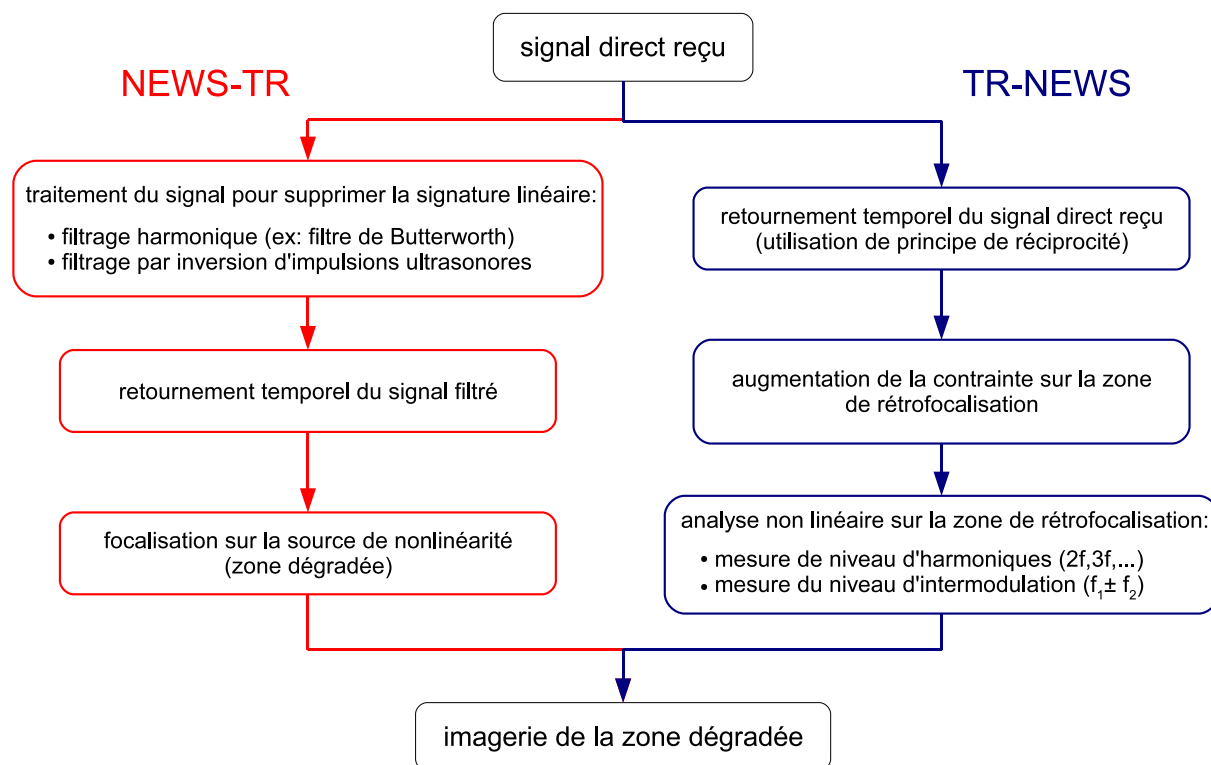 signal direct reçu
NEWS-TR
TR-NEWS
traitement du signal pour supprimer la signature linéaire:
• filtrage harmonique (ex: filtre de Butterworth)
• filtrage par inversion d'impulsions ultrasonores
retournement temporel du signal filtré
focalisation sur la source de nonlinéarité
(zone dégradée)
retournement temporel du signal direct reçu
(utilisation de principe de réciprocité)
augmentation de la contrainte sur la zone
de rétrofocalisation
analyse non linéaire sur la zone de rétrofocalisation:
• mesure de niveau d'harmoniques (2f,3f,...)
• mesure du niveau d'intermodulation (f₁± f₂)
imagerie de la zone dégradée